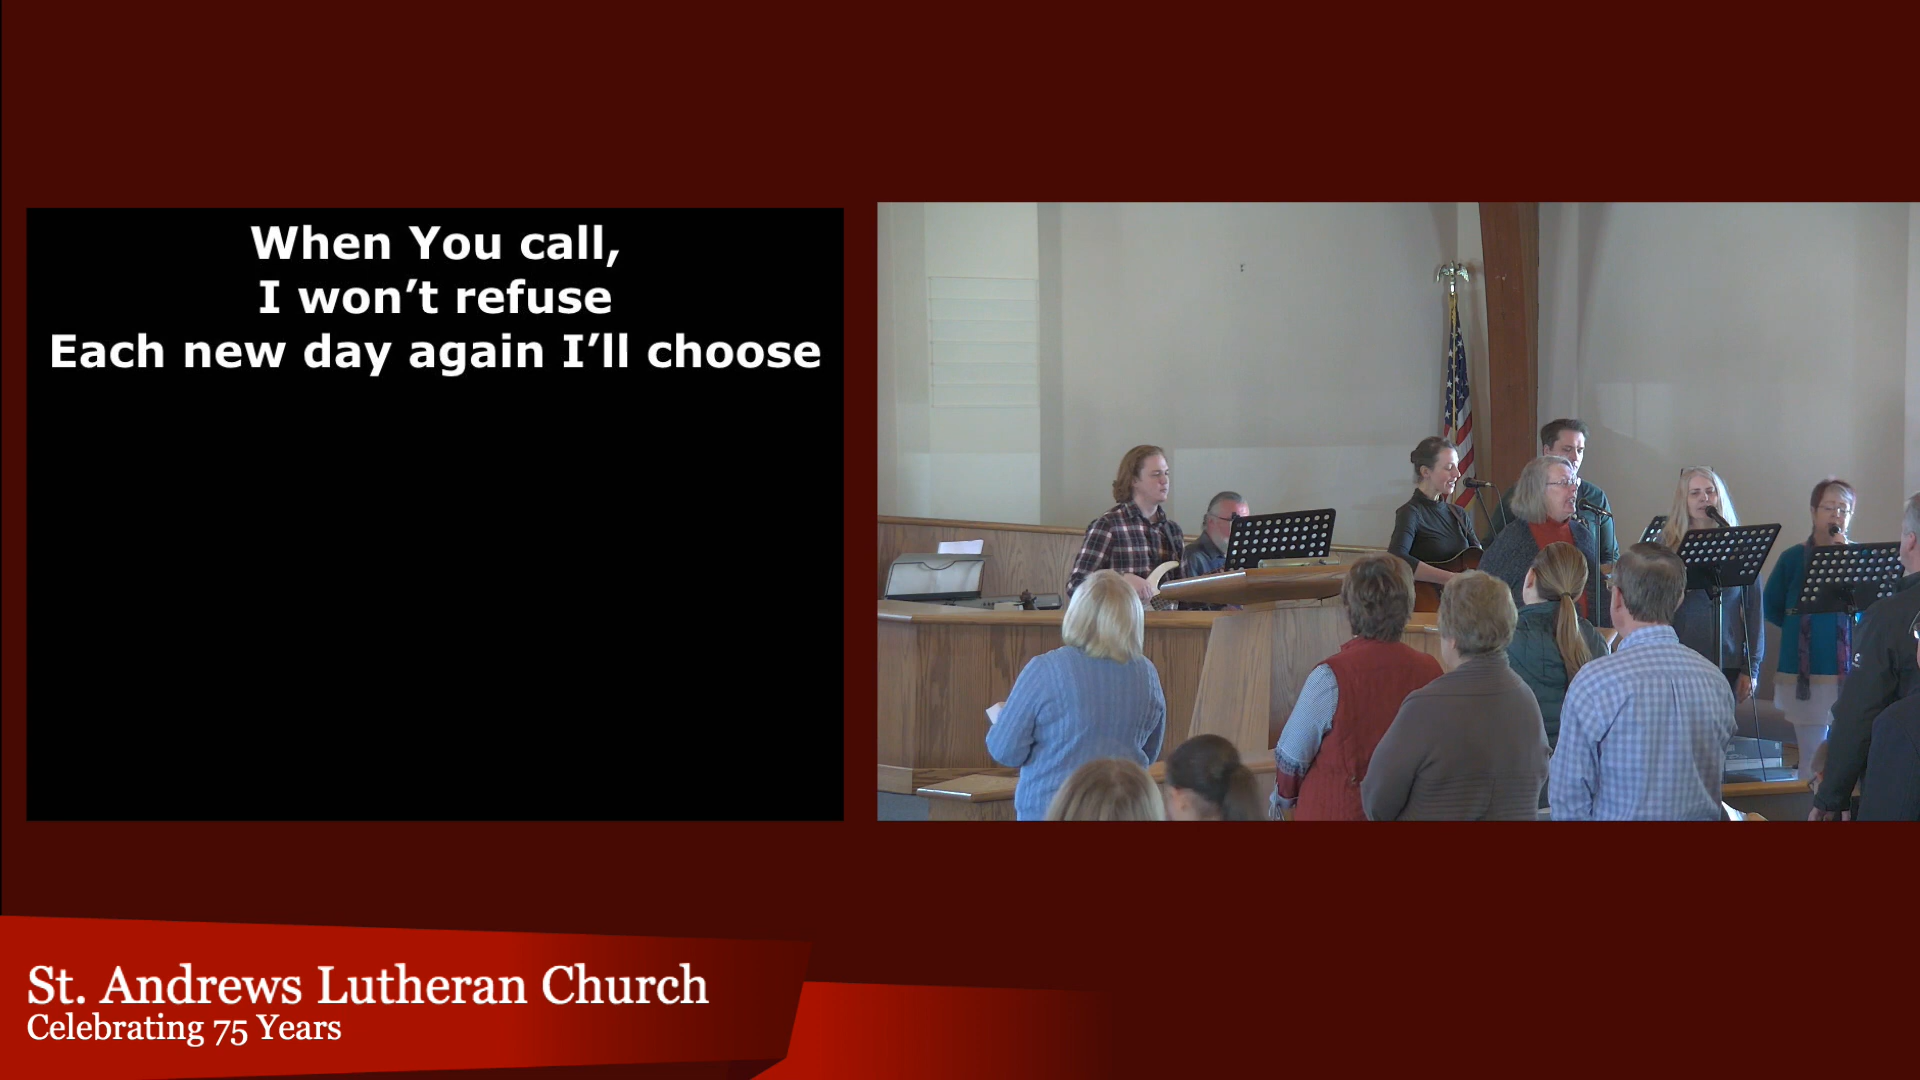 When You call,
I won’t refuse
Each new day again I’ll choose
St. Andrews Lutheran Church
Celebrating 75 Years